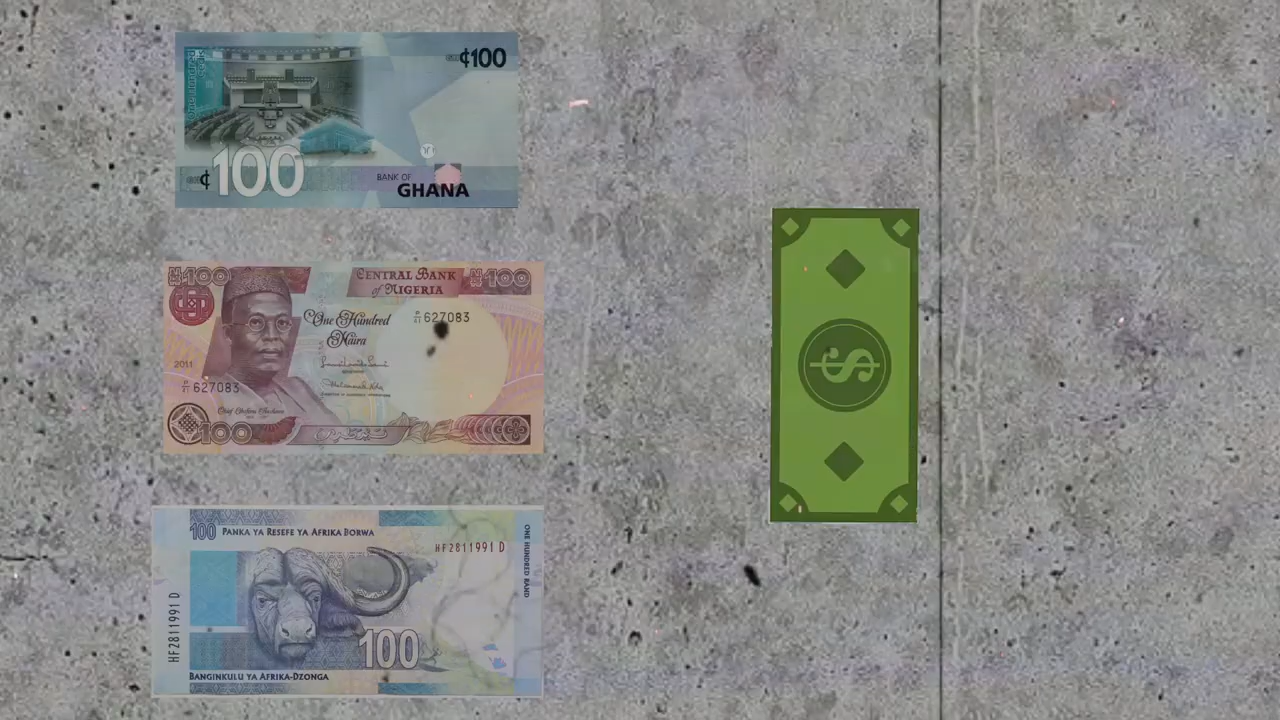 ¢100
¢100
BANK OF
GHANA
₦100
CENTRAL BANK
of NIGERIA
₦100
One Hundred
Naira
627083
2011
627083
100
100 PANKA YA RESEFE YA AFRIKA BORWA
HF2811991 D
ONE HUNDRED RAND
HF2811991 D
100
BANGINKULU YA AFRIKA-DZONGA
$